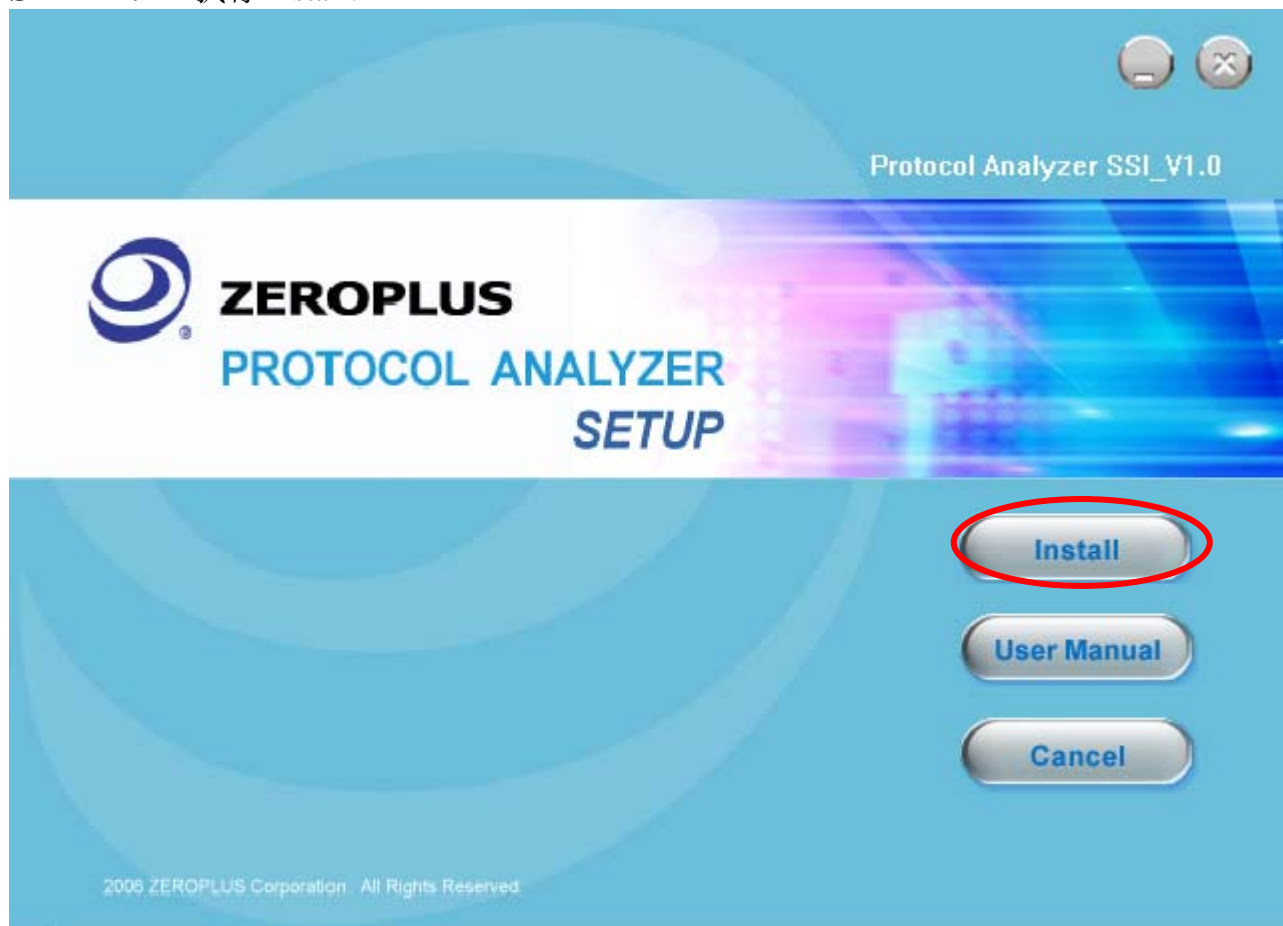 Protocol Analyzer SSI_V1.0
ZEROPLUS
®
PROTOCOL ANALYZER
SETUP
Install
User Manual
Cancel
2006 ZEROPLUS Corporation. All Rights Reserved